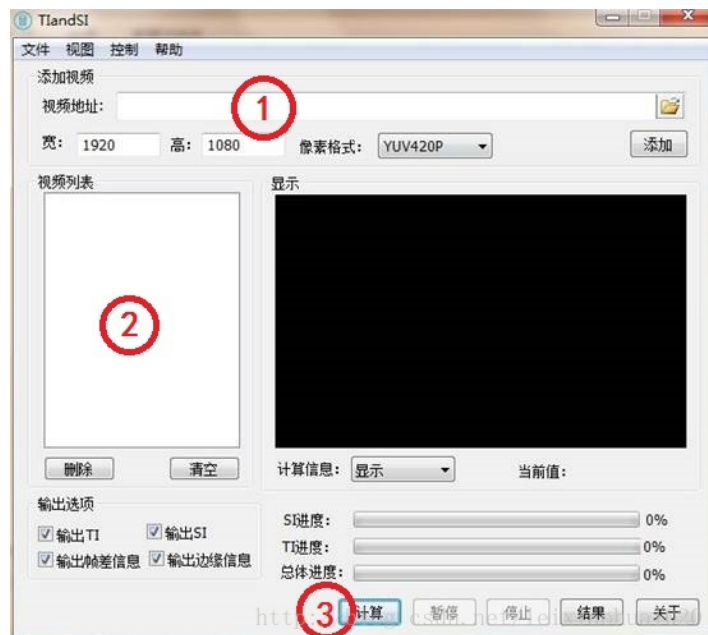 TIandSI
文件 视图 控制 帮助
添加视频
视频地址:
1
宽: 1920 高: 1080 像素格式: YUV420P 添加
视频列表 显示
2
删除 清空 计算信息: 显示 当前值:
输出选项
输出TI 输出SI
输出帧差信息 输出边缘信息
SI进度: 0%
TI进度: 0%
总体进度: 0%
3 计算 暂停 停止 结果 关于